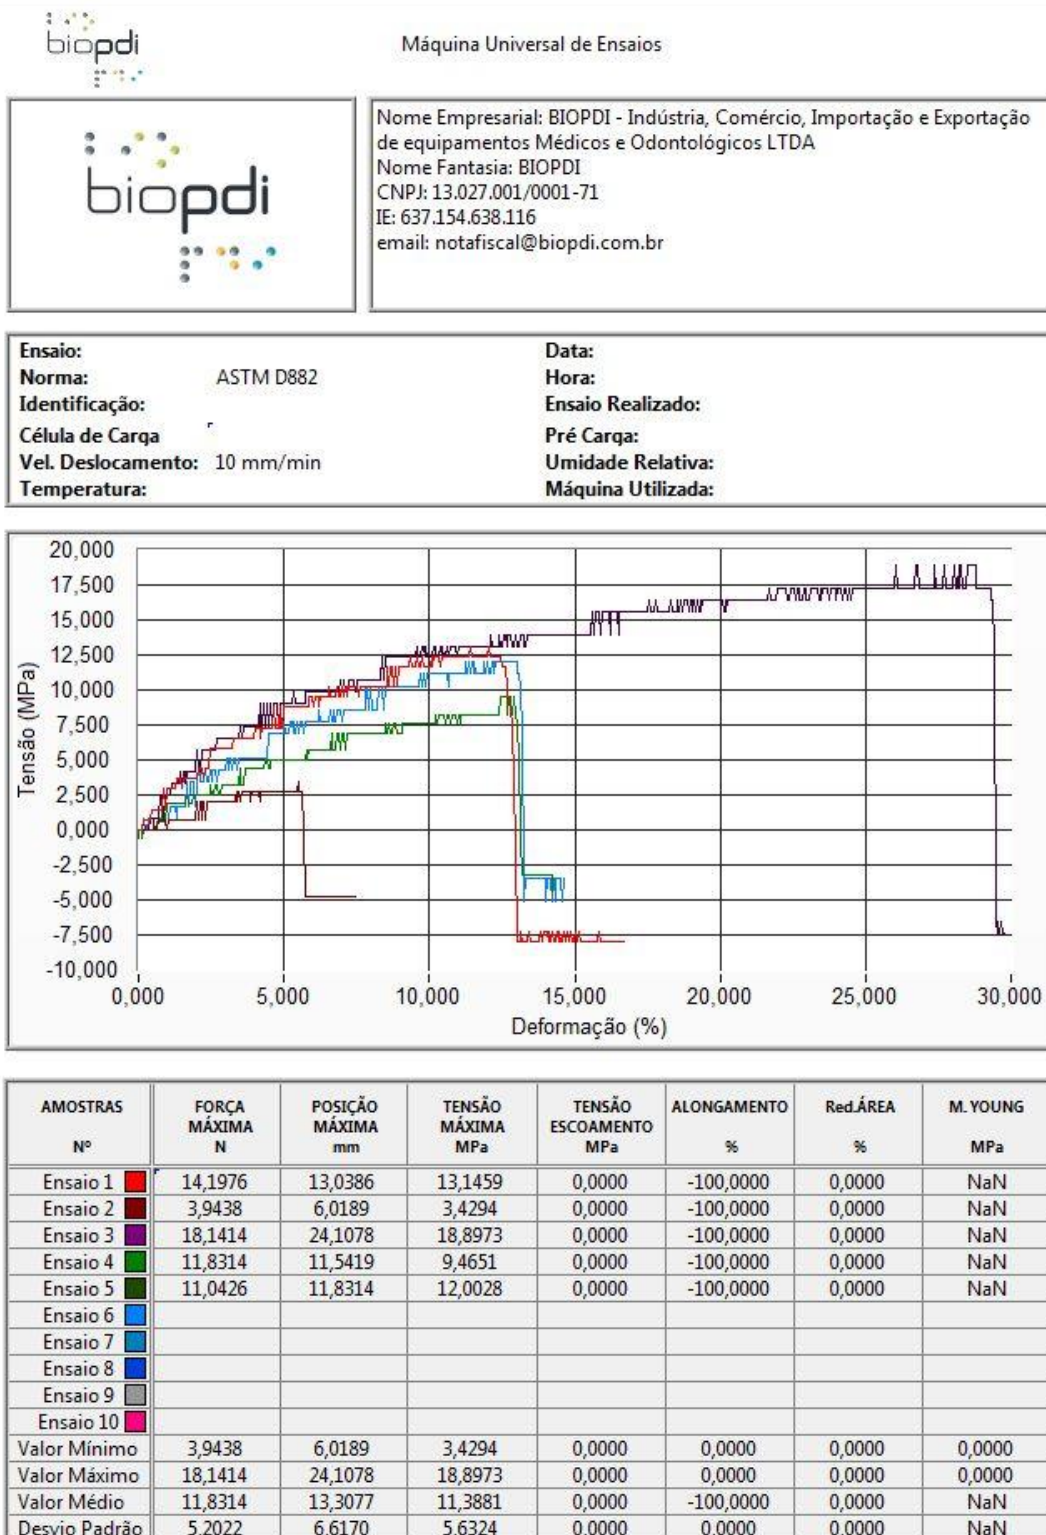 biopdi
Máquina Universal de Ensaios
biopdi
Nome Empresarial: BIOPDI - Indústria, Comércio, Importação e Exportação
de equipamentos Médicos e Odontológicos LTDA
Nome Fantasia: BIOPDI
CNPJ: 13.027.001/0001-71
IE: 637.154.638.116
email: notafiscal@biopdi.com.br
Ensaio: Data:
Norma: ASTM D882 Hora:
Identificação: Ensaio Realizado:
Célula de Carga Pré Carga:
Vel. Deslocamento: 10 mm/min Umidade Relativa:
Temperatura: Máquina Utilizada:
Tensão (MPa)
20,000
17,500
15,000
12,500
10,000
7,500
5,000
2,500
0,000
-2,500
-5,000
-7,500
-10,000
0,000 5,000 10,000 15,000 20,000 25,000 30,000
Deformação (%)
AMOSTRAS FORÇA POSIÇÃO TENSÃO TENSÃO ALONGAMENTO Red.ÁREA M. YOUNG
MÁXIMA MÁXIMA MÁXIMA ESCOAMENTO
Nº N mm MPa MPa % % MPa
Ensaio 1 14,1976 13,0386 13,1459 0,0000 -100,0000 0,0000 NaN
Ensaio 2 3,9438 6,0189 3,4294 0,0000 -100,0000 0,0000 NaN
Ensaio 3 18,1414 24,1078 18,8973 0,0000 -100,0000 0,0000 NaN
Ensaio 4 11,8314 11,5419 9,4651 0,0000 -100,0000 0,0000 NaN
Ensaio 5 11,0426 11,8314 12,0028 0,0000 -100,0000 0,0000 NaN
Ensaio 6
Ensaio 7
Ensaio 8
Ensaio 9
Ensaio 10
Valor Mínimo 3,9438 6,0189 3,4294 0,0000 0,0000 0,0000 0,0000
Valor Máximo 18,1414 24,1078 18,8973 0,0000 0,0000 0,0000 0,0000
Valor Médio 11,8314 13,3077 11,3881 0,0000 -100,0000 0,0000 NaN
Desvio Padrão 5,2022 6,6170 5,6324 0,0000 0,0000 0,0000 NaN